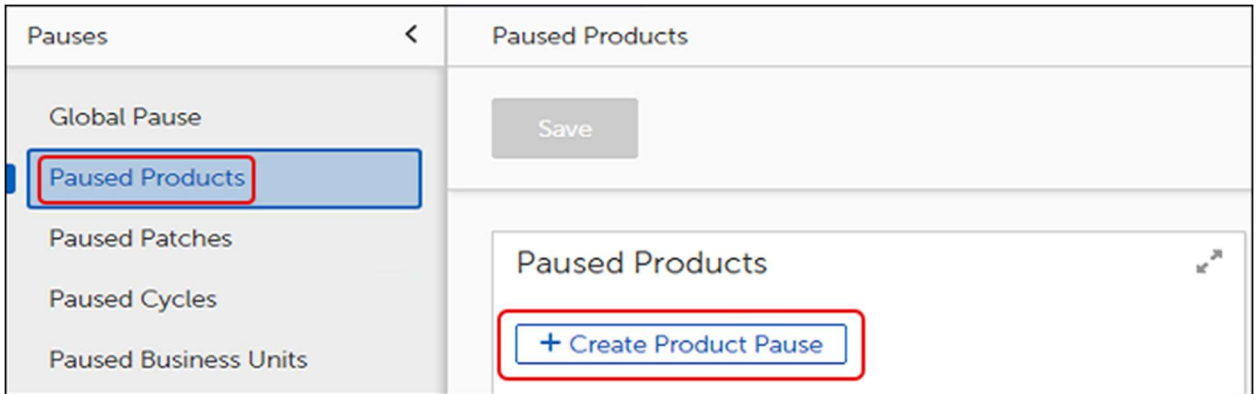 Pauses
Paused Products
Global Pause
Save
Paused Products
Paused Patches
Paused Products
Paused Cycles
+ Create Product Pause
Paused Business Units